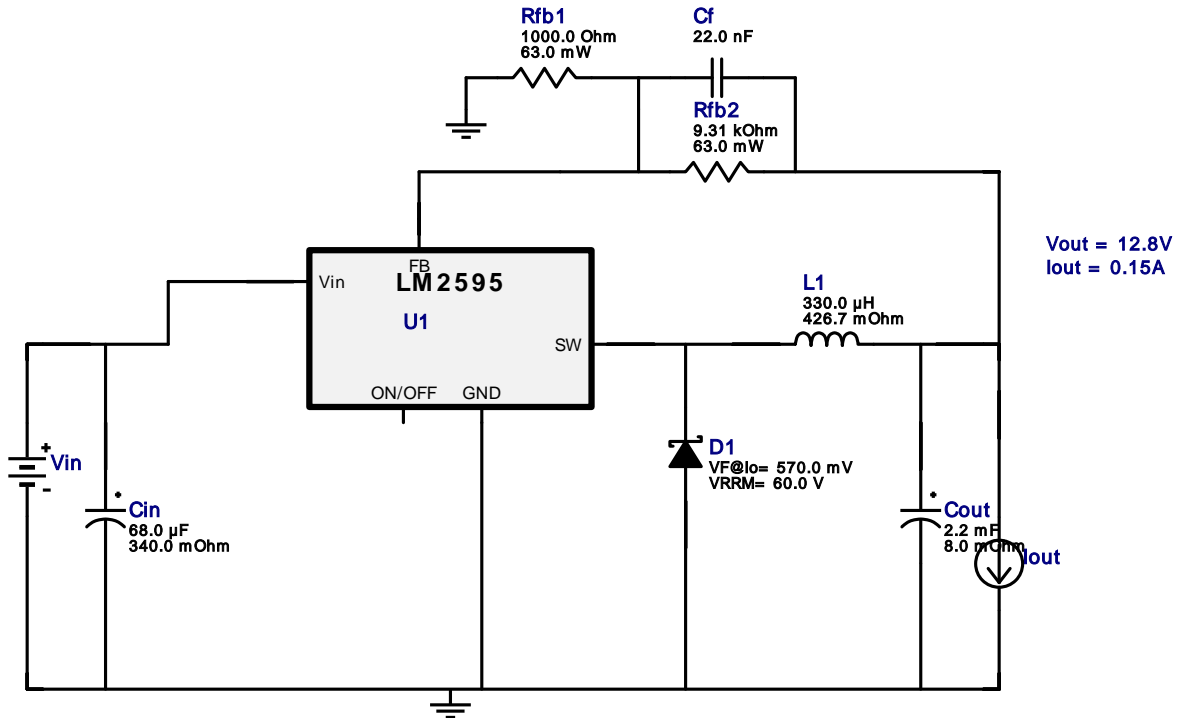 Rfb1
1000.0 Ohm
63.0 mW
Cf
22.0 nF
Rfb2
9.31 kOhm
63.0 mW
Vout = 12.8V
Iout = 0.15A
FB
Vin
LM2595
U1
SW
ON/OFF
GND
L1
330.0 µH
426.7 mOhm
+
Vin
-
D1
VF@Io= 570.0 mV
VRRM= 60.0 V
+
Cin
68.0 µF
340.0 mOhm
+
Cout
2.2 mF
8.0 mOhm
Iout